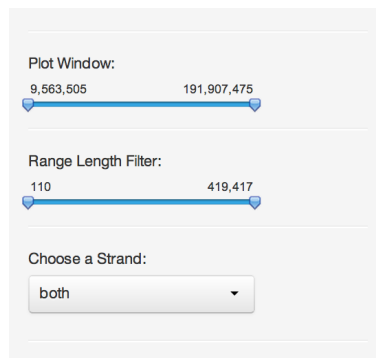 Plot Window:
9,563,505 191,907,475
Range Length Filter:
110 419,417
Choose a Strand:
both